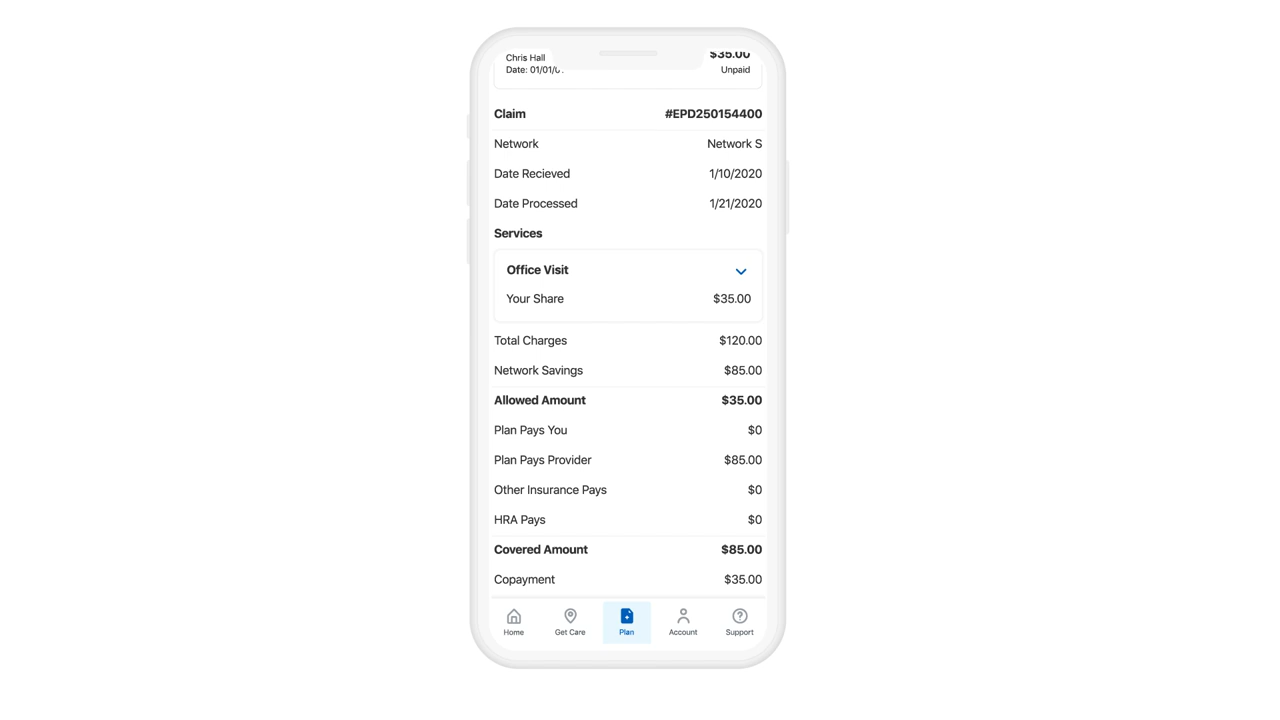 Chris Hall $35.00
Date: 01/01/ Unpaid
Claim #EPD250154400
Network Network S
Date Recieved 1/10/2020
Date Processed 1/21/2020
Services
Office Visit
Your Share $35.00
Total Charges $120.00
Network Savings $85.00
Allowed Amount $35.00
Plan Pays You $0
Plan Pays Provider $85.00
Other Insurance Pays $0
HRA Pays $0
Covered Amount $85.00
Copayment $35.00
Home Get Care Plan Account Support